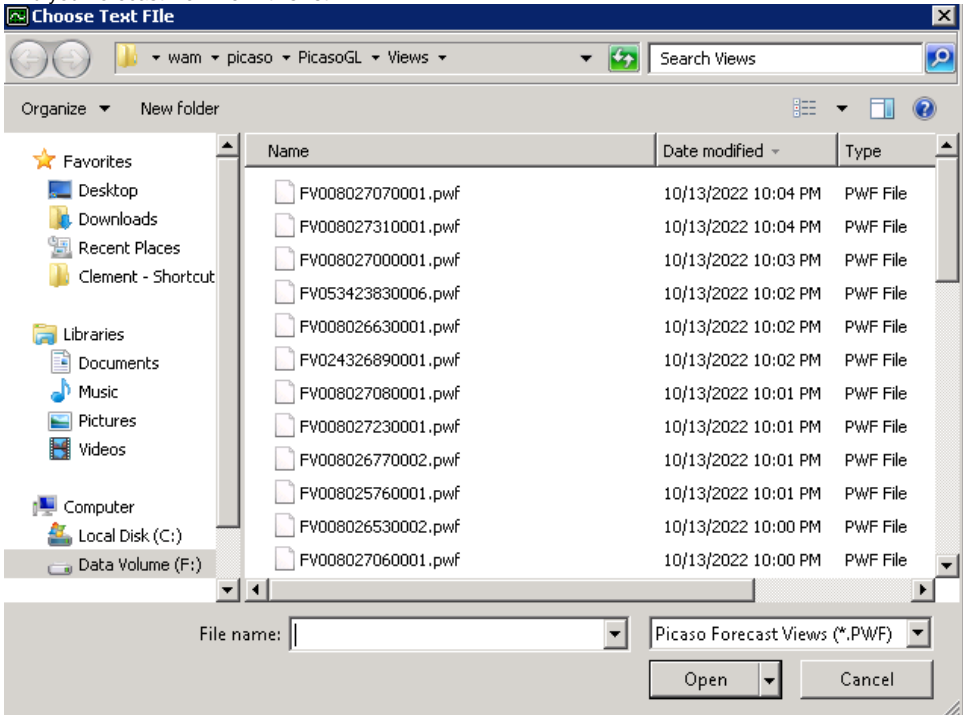 Choose Text FIle
wam picaso PicasoGL Views
Search Views
Organize New folder
Name Date modified Type
Favorites
Desktop
Downloads
Recent Places
Clement - Shortcut
Libraries
Documents
Music
Pictures
Videos
Computer
Local Disk (C:)
Data Volume (F:)
FV008027070001.pwf 10/13/2022 10:04 PM PWF File
FV008027310001.pwf 10/13/2022 10:04 PM PWF File
FV008027000001.pwf 10/13/2022 10:03 PM PWF File
FV053423830006.pwf 10/13/2022 10:02 PM PWF File
FV008026630001.pwf 10/13/2022 10:02 PM PWF File
FV024326890001.pwf 10/13/2022 10:02 PM PWF File
FV008027080001.pwf 10/13/2022 10:01 PM PWF File
FV008027230001.pwf 10/13/2022 10:01 PM PWF File
FV008026770002.pwf 10/13/2022 10:01 PM PWF File
FV008025760001.pwf 10/13/2022 10:01 PM PWF File
FV008026530002.pwf 10/13/2022 10:00 PM PWF File
FV008027060001.pwf 10/13/2022 10:00 PM PWF File
File name:
Picaso Forecast Views (*.PWF)
Open Cancel